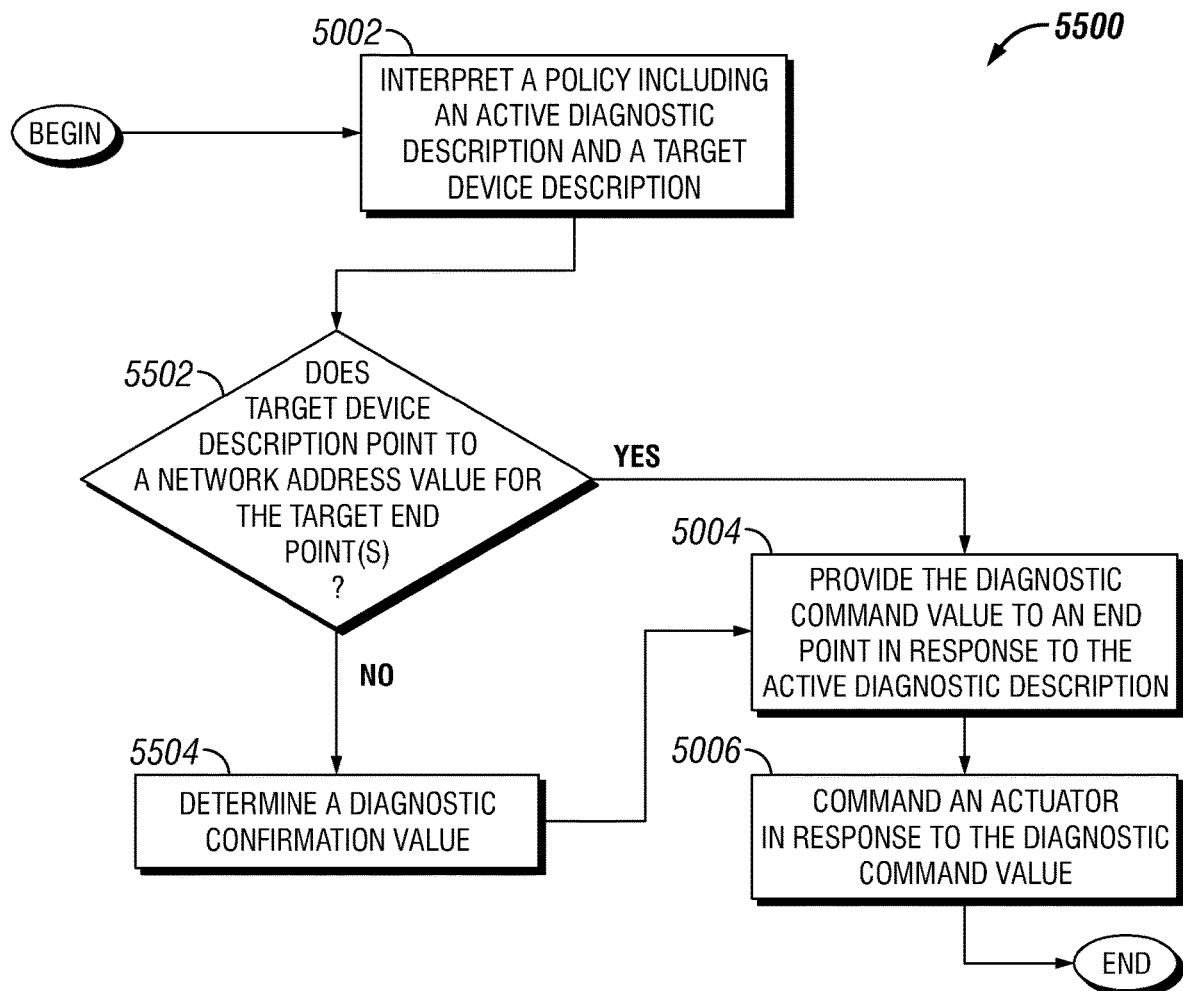 5500
5002
INTERPRET A POLICY INCLUDING
AN ACTIVE DIAGNOSTIC
DESCRIPTION AND A TARGET
DEVICE DESCRIPTION
BEGIN
5502
DOES
TARGET DEVICE
DESCRIPTION POINT TO
A NETWORK ADDRESS VALUE FOR
THE TARGET END
POINT(S)
?
YES
NO
5004
PROVIDE THE DIAGNOSTIC
COMMAND VALUE TO AN END
POINT IN RESPONSE TO THE
ACTIVE DIAGNOSTIC DESCRIPTION
5504
DETERMINE A DIAGNOSTIC
CONFIRMATION VALUE
5006
COMMAND AN ACTUATOR
IN RESPONSE TO THE DIAGNOSTIC
COMMAND VALUE
END